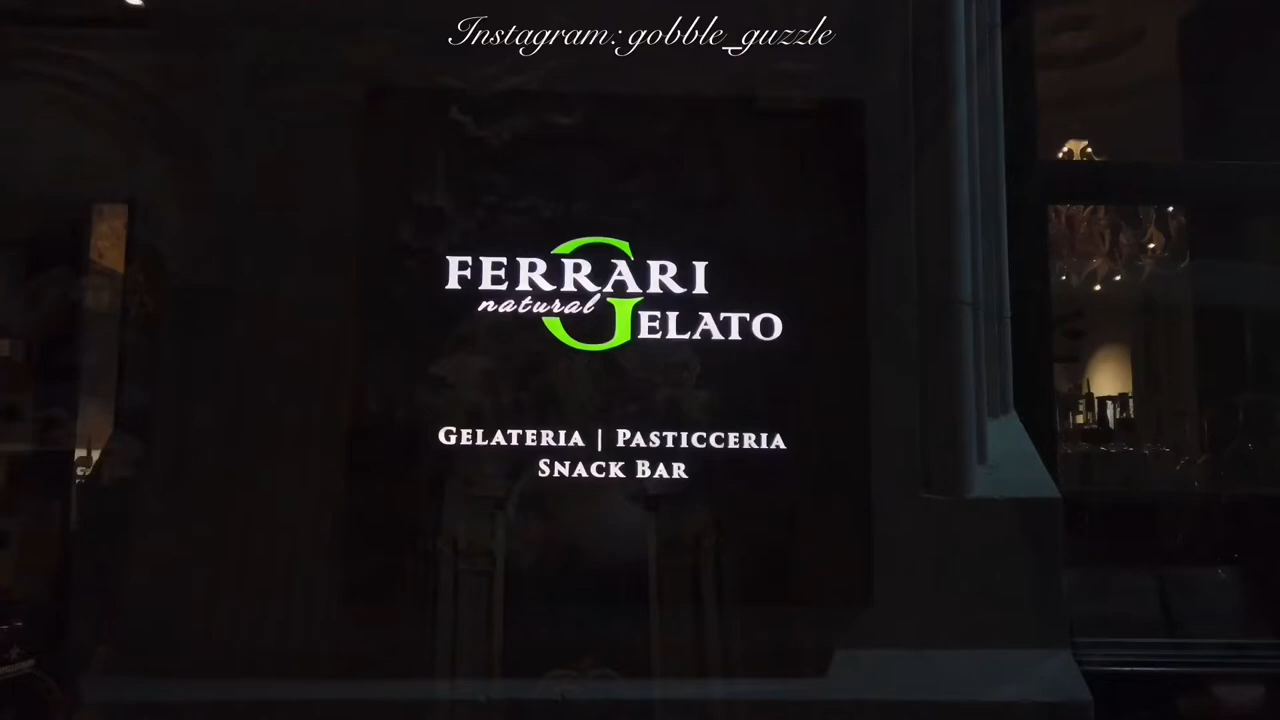 Instagram: gobble_guzzle
FERRARI
natural
GELATO
GELATERIA | PASTICCERIA
SNACK BAR